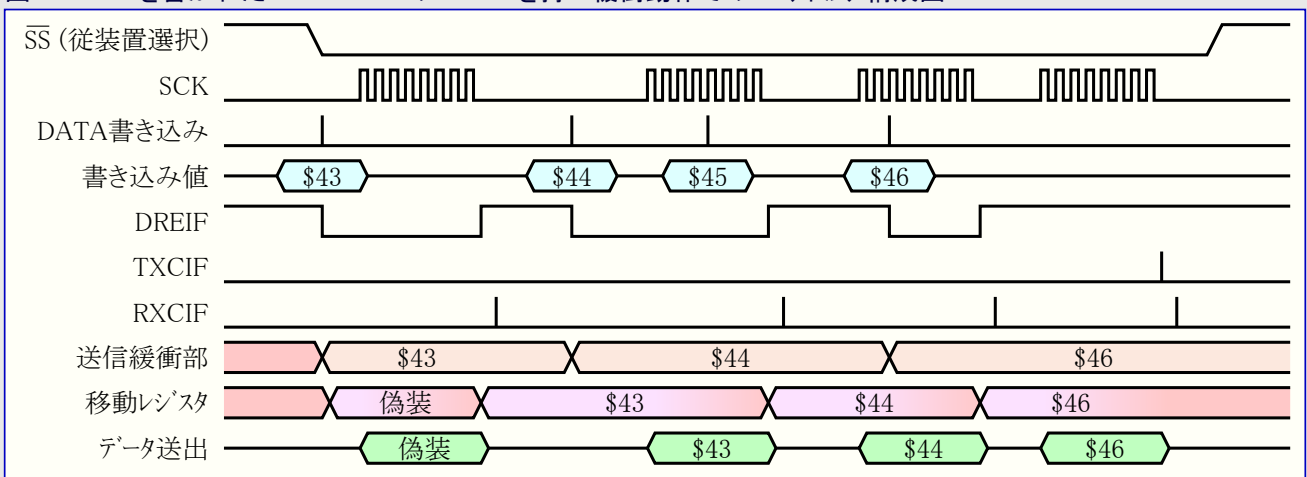 SS (従装置選択)
SCK
DATA書き込み
書き込み値 $43 $44 $45 $46
DREIF
TXCIF
RXCIF
送信緩衝部 $43 $44 $46
移動レジスタ 偽装 $43 $44 $46
データ送出 偽装 $43 $44 $46